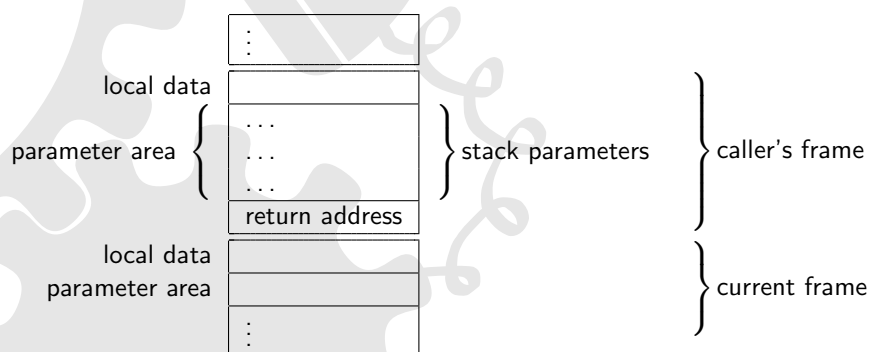 ⋮
local data
parameter area
. . .
. . .
. . .
stack parameters
caller's frame
return address
local data
parameter area
current frame
⋮